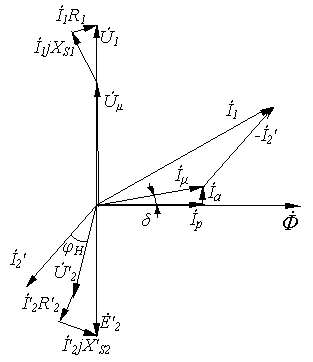 İ₁R₁
U̇₁
İ₁jXS1
U̇μ
İ₁
-İ₂'
İμ
İa
δ
İp
Φ̇
φH
İ₂'
U̇'₂
İ'₂R'₂
Ė'₂
İ'₂jX'S2